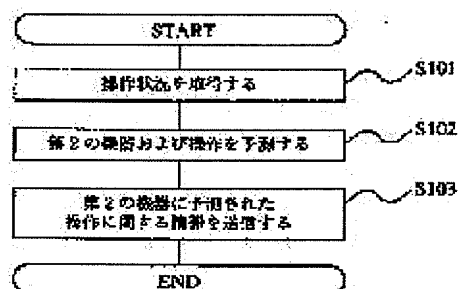 START
操作状況を取得する
S101
第2の機器および操作を予測する
S102
第2の機器に予測された
操作に関する情報を送信する
S103
END